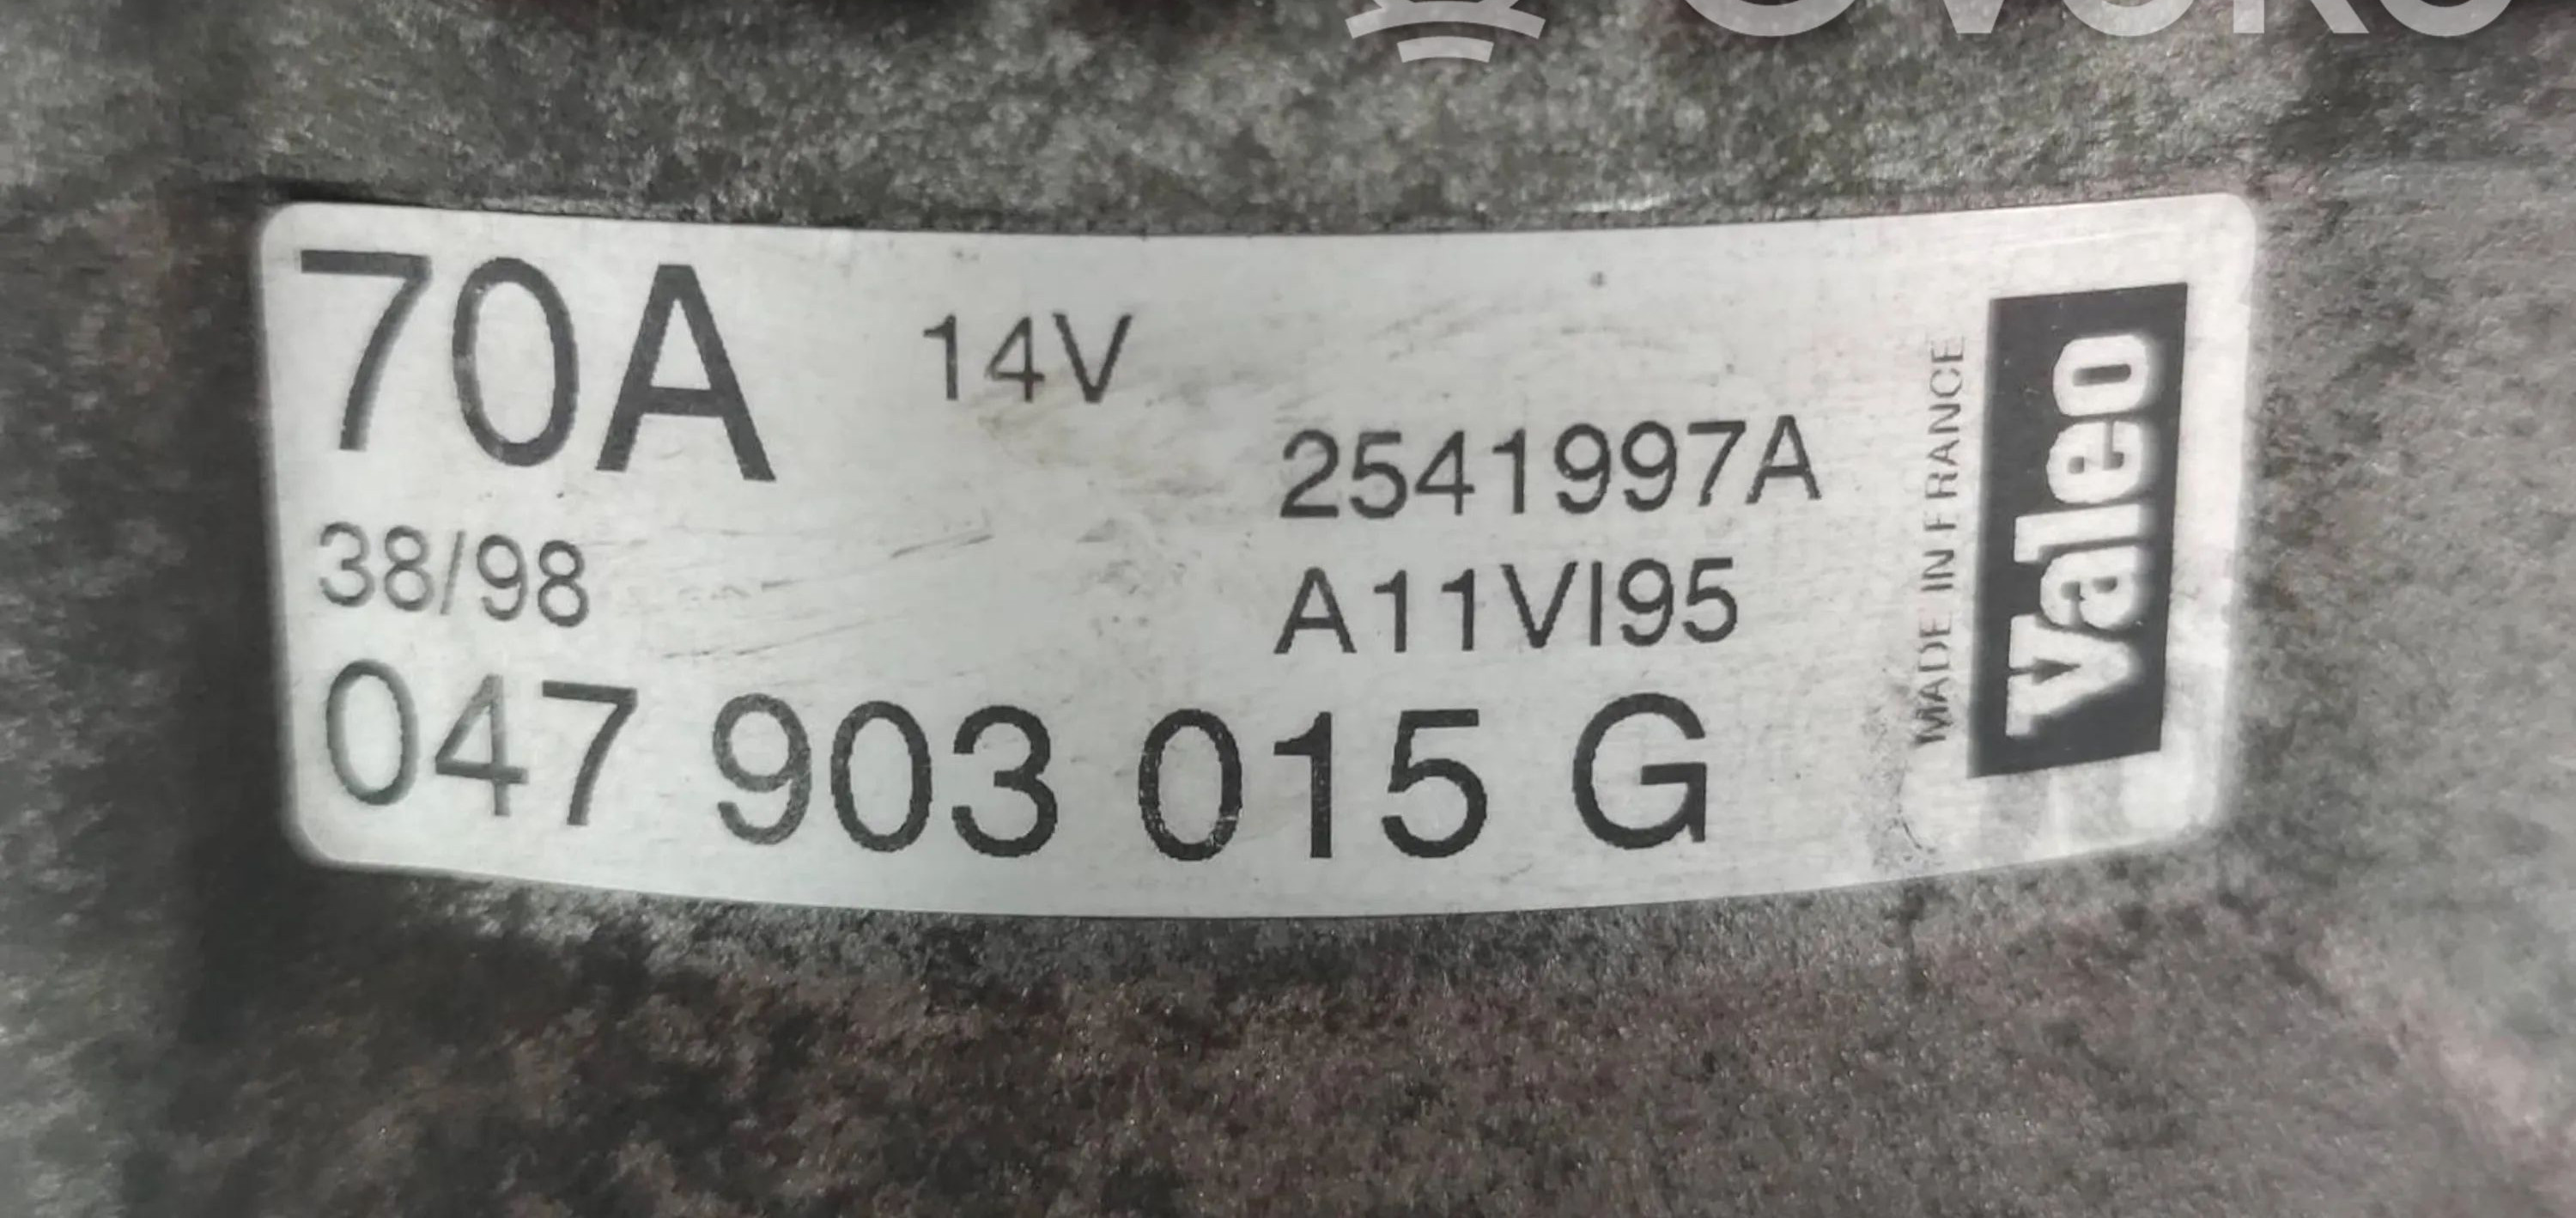 70A 14V
2541997A
38/98
A11VI95
047 903 015 G
MADE IN FRANCE
Valeo